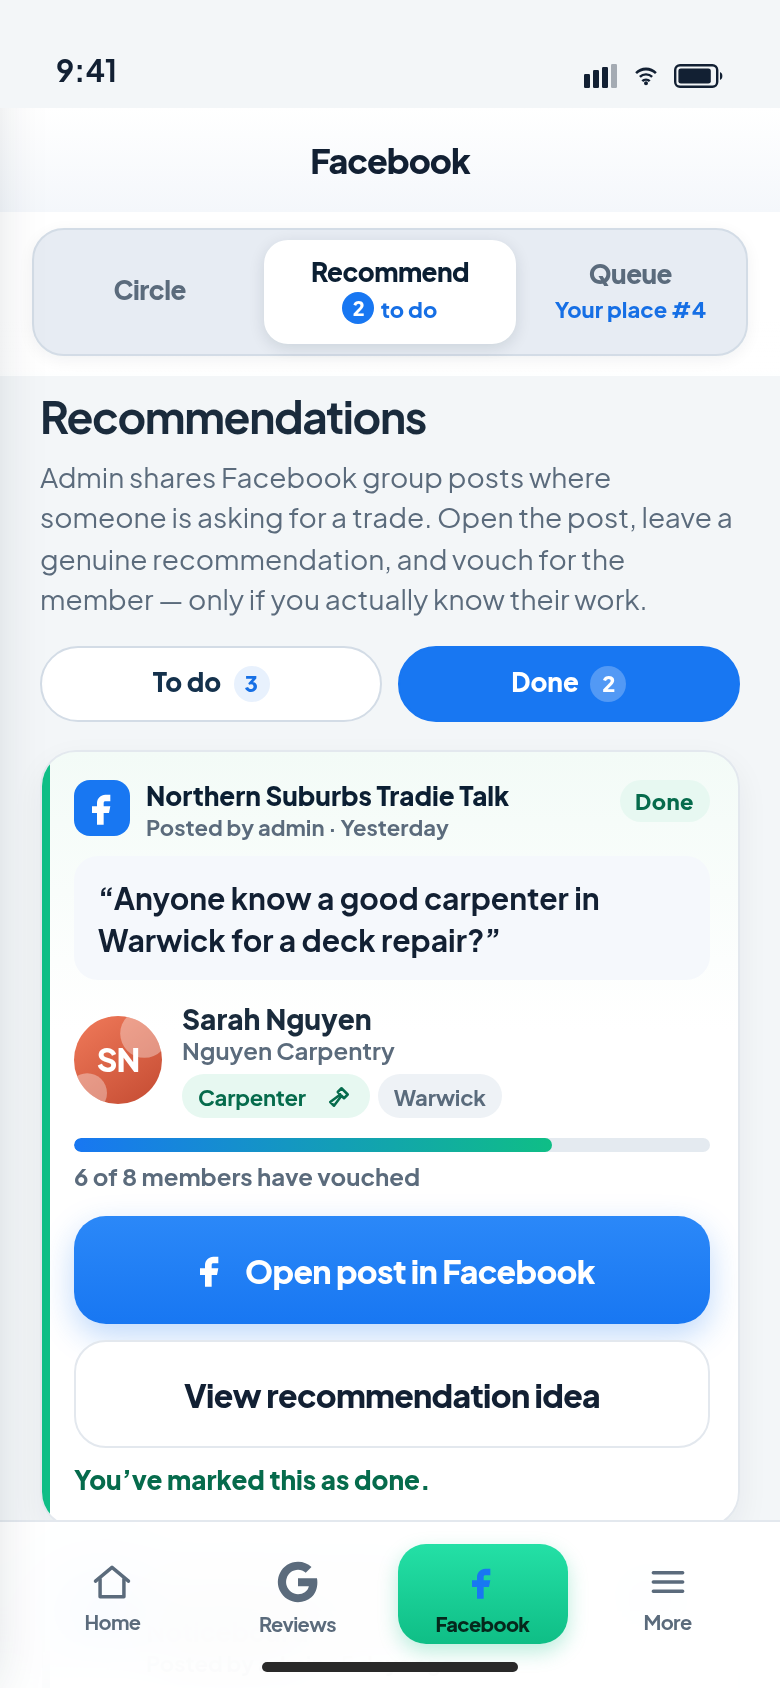 9:41
Facebook
Circle
Recommend
2 to do
Queue
Your place #4
Recommendations
Admin shares Facebook group posts where
someone is asking for a trade. Open the post, leave a
genuine recommendation, and vouch for the
member — only if you actually know their work.
To do 3
Done 2
Northern Suburbs Tradie Talk
Posted by admin · Yesterday
Done
“Anyone know a good carpenter in
Warwick for a deck repair?”
SN
Sarah Nguyen
Nguyen Carpentry
Carpenter
Warwick
6 of 8 members have vouched
Open post in Facebook
View recommendation idea
You’ve marked this as done.
Home
Reviews
Facebook
More